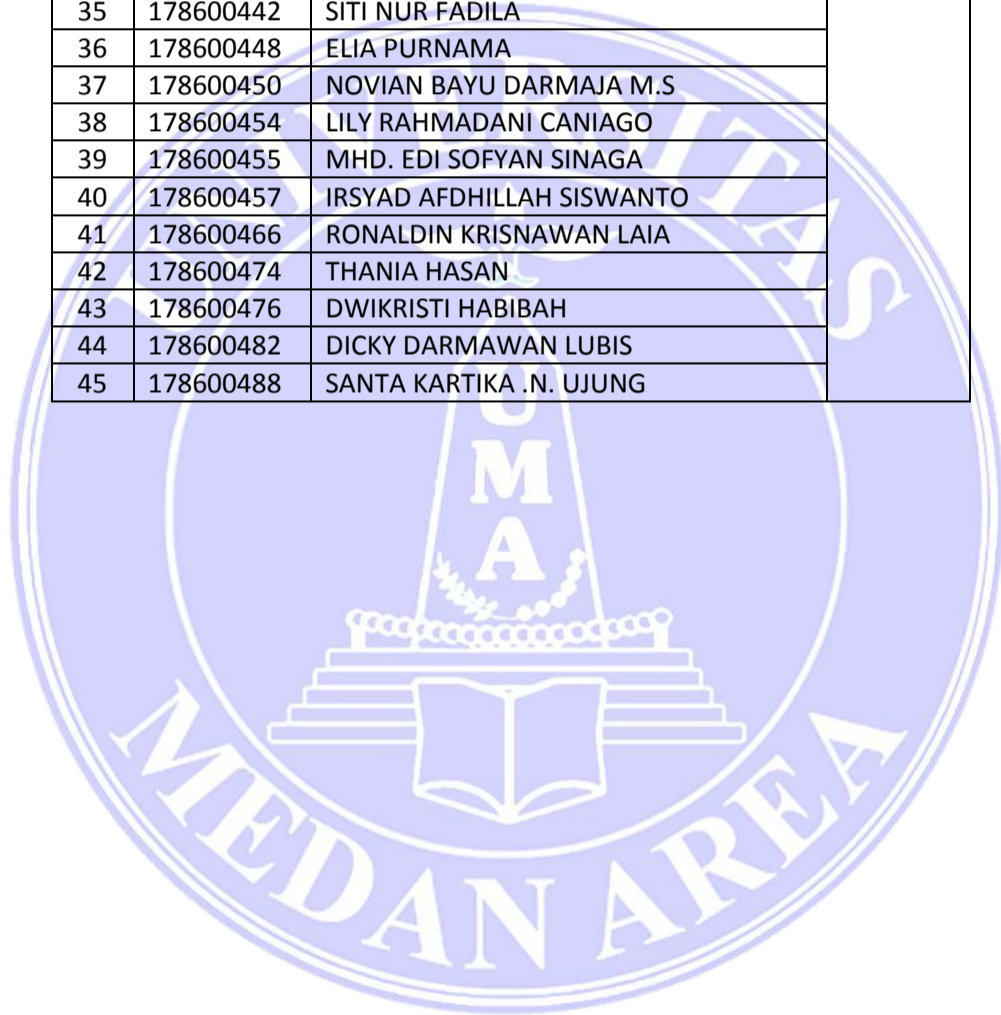 35 178600442 SITI NUR FADILA
36 178600448 ELIA PURNAMA
37 178600450 NOVIAN BAYU DARMAJA M.S
38 178600454 LILY RAHMADANI CANIAGO
39 178600455 MHD. EDI SOFYAN SINAGA
40 178600457 IRSYAD AFDHILLAH SISWANTO
41 178600466 RONALDIN KRISNAWAN LAIA
42 178600474 THANIA HASAN
43 178600476 DWIKRISTI HABIBAH
44 178600482 DICKY DARMAWAN LUBIS
45 178600488 SANTA KARTIKA .N. UJUNG
UNIVERSITAS
U
M
A
MEDAN AREA